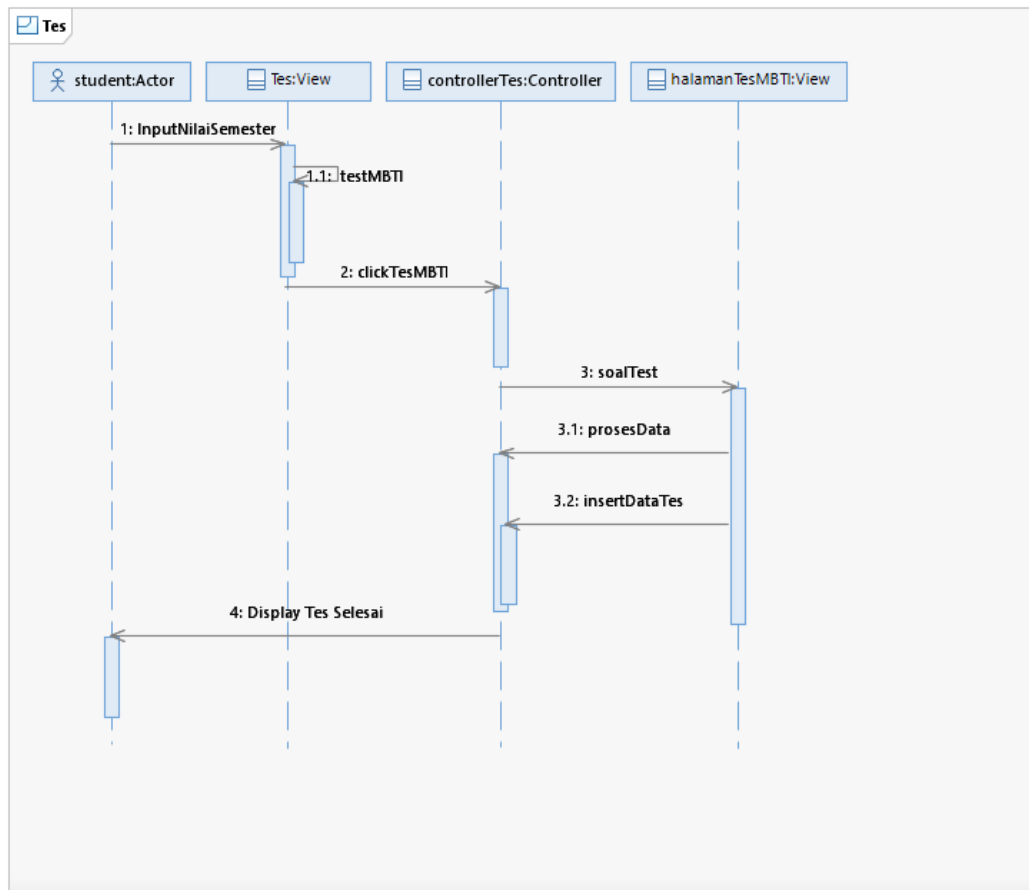 Tes
student:Actor
Tes:View
controllerTes:Controller
halamanTesMBTI:View
1: InputNilaiSemester
1.1: testMBTI
2: clickTesMBTI
3: soalTest
3.1: prosesData
3.2: insertDataTes
4: Display Tes Selesai